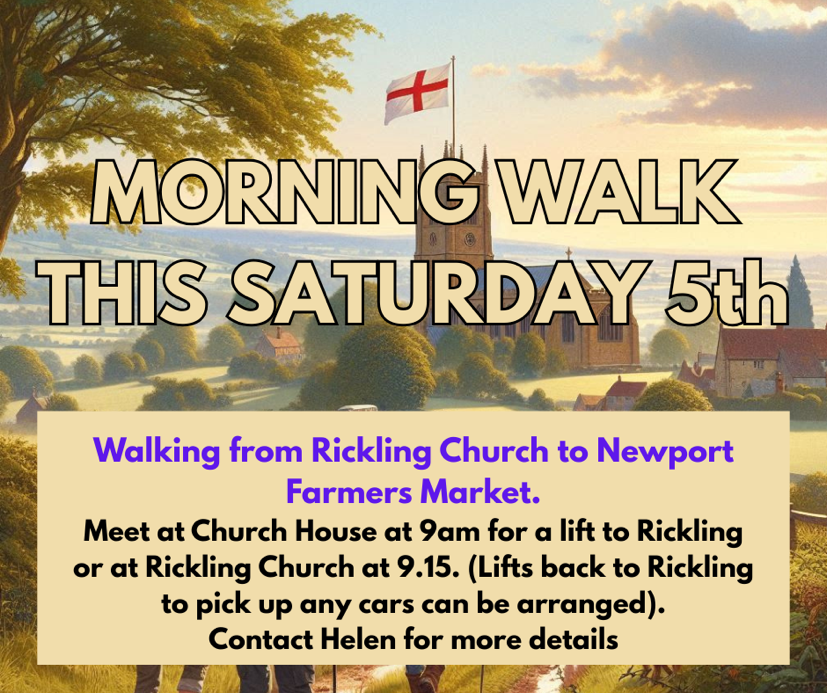 MORNING WALK
THIS SATURDAY 5th
Walking from Rickling Church to Newport
Farmers Market.
Meet at Church House at 9am for a lift to Rickling
or at Rickling Church at 9.15. (Lifts back to Rickling
to pick up any cars can be arranged).
Contact Helen for more details